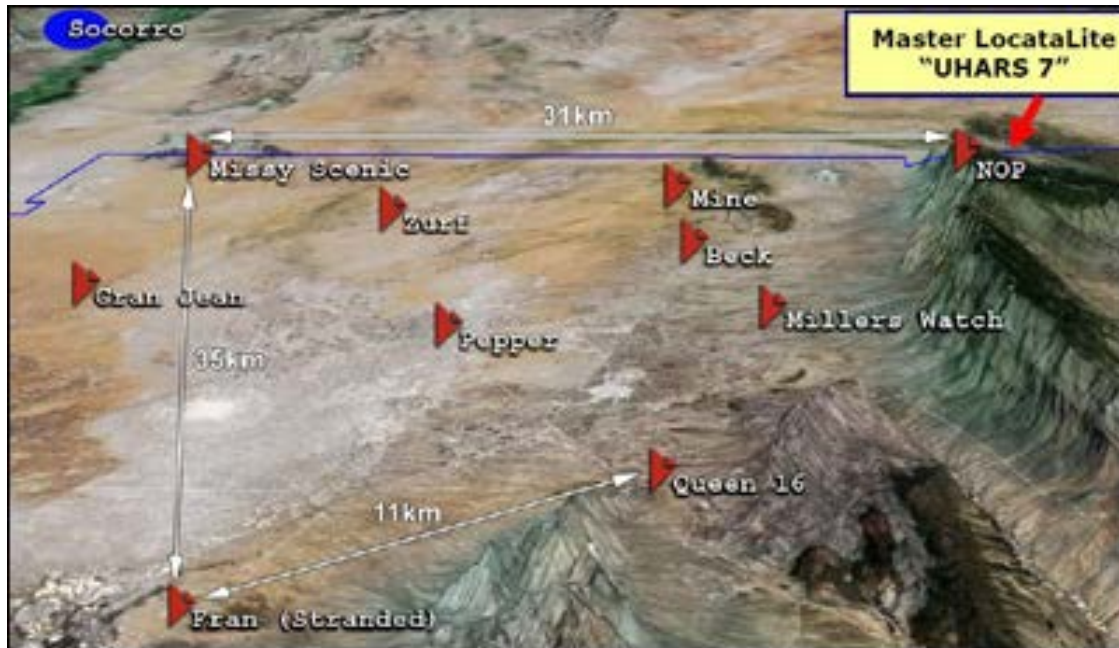 Socorro
Master LocataLite
“UHARS 7”
31km
Missy Scenic
NOP
Mine
Zurf
Beck
Gran Jean
Millers Watch
Pepper
35km
Queen 16
11km
Fran (Stranded)